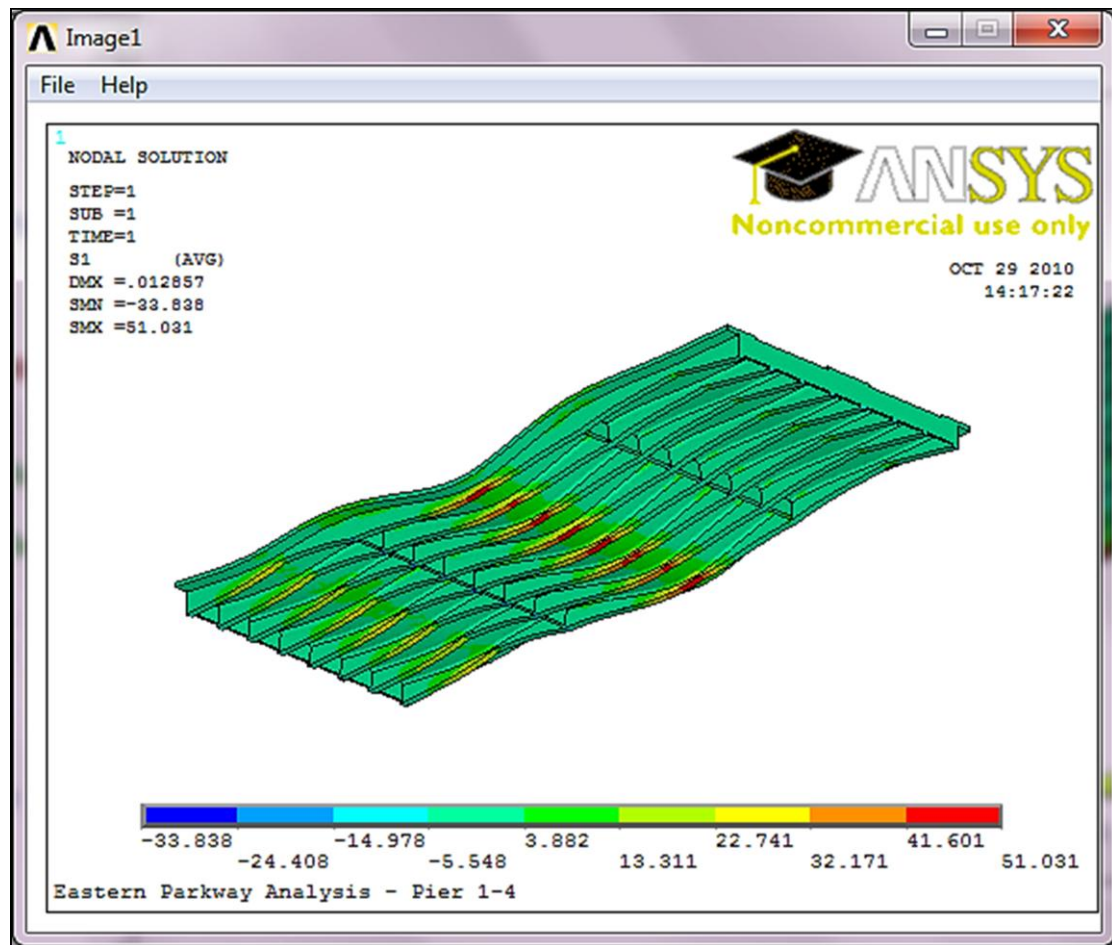 Image1
File Help
1
NODAL SOLUTION
STEP=1
SUB =1
TIME=1
S1 (AVG)
DMX =.012857
SMN =-33.838
SMX =51.031
ANSYS
Noncommercial use only
OCT 29 2010
14:17:22
-33.838 -14.978 3.882 22.741 41.601
-24.408 -5.548 13.311 32.171 51.031
Eastern Parkway Analysis - Pier 1-4